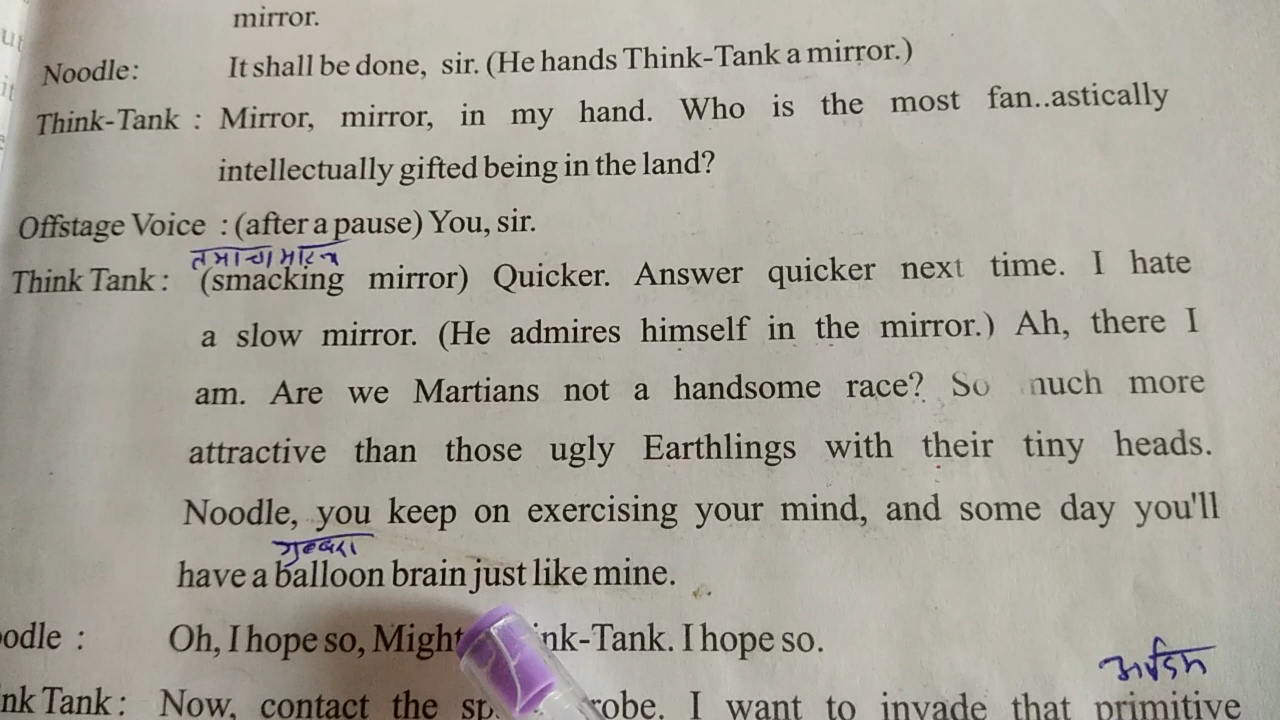 mirror.
Noodle: It shall be done, sir. (He hands Think-Tank a mirror.)
Think-Tank : Mirror, mirror, in my hand. Who is the most fan..astically
intellectually gifted being in the land?
Offstage Voice : (after a pause) You, sir.
तमाचा मारना
Think Tank : (smacking mirror) Quicker. Answer quicker next time. I hate
a slow mirror. (He admires himself in the mirror.) Ah, there I
am. Are we Martians not a handsome race? So nuch more
attractive than those ugly Earthlings with their tiny heads.
Noodle, you keep on exercising your mind, and some day you'll
गुब्बारा
have a balloon brain just like mine.
oodle : Oh, I hope so, Might ink-Tank. I hope so.
nk Tank : Now, contact the sp robe. I want to invade that primitive